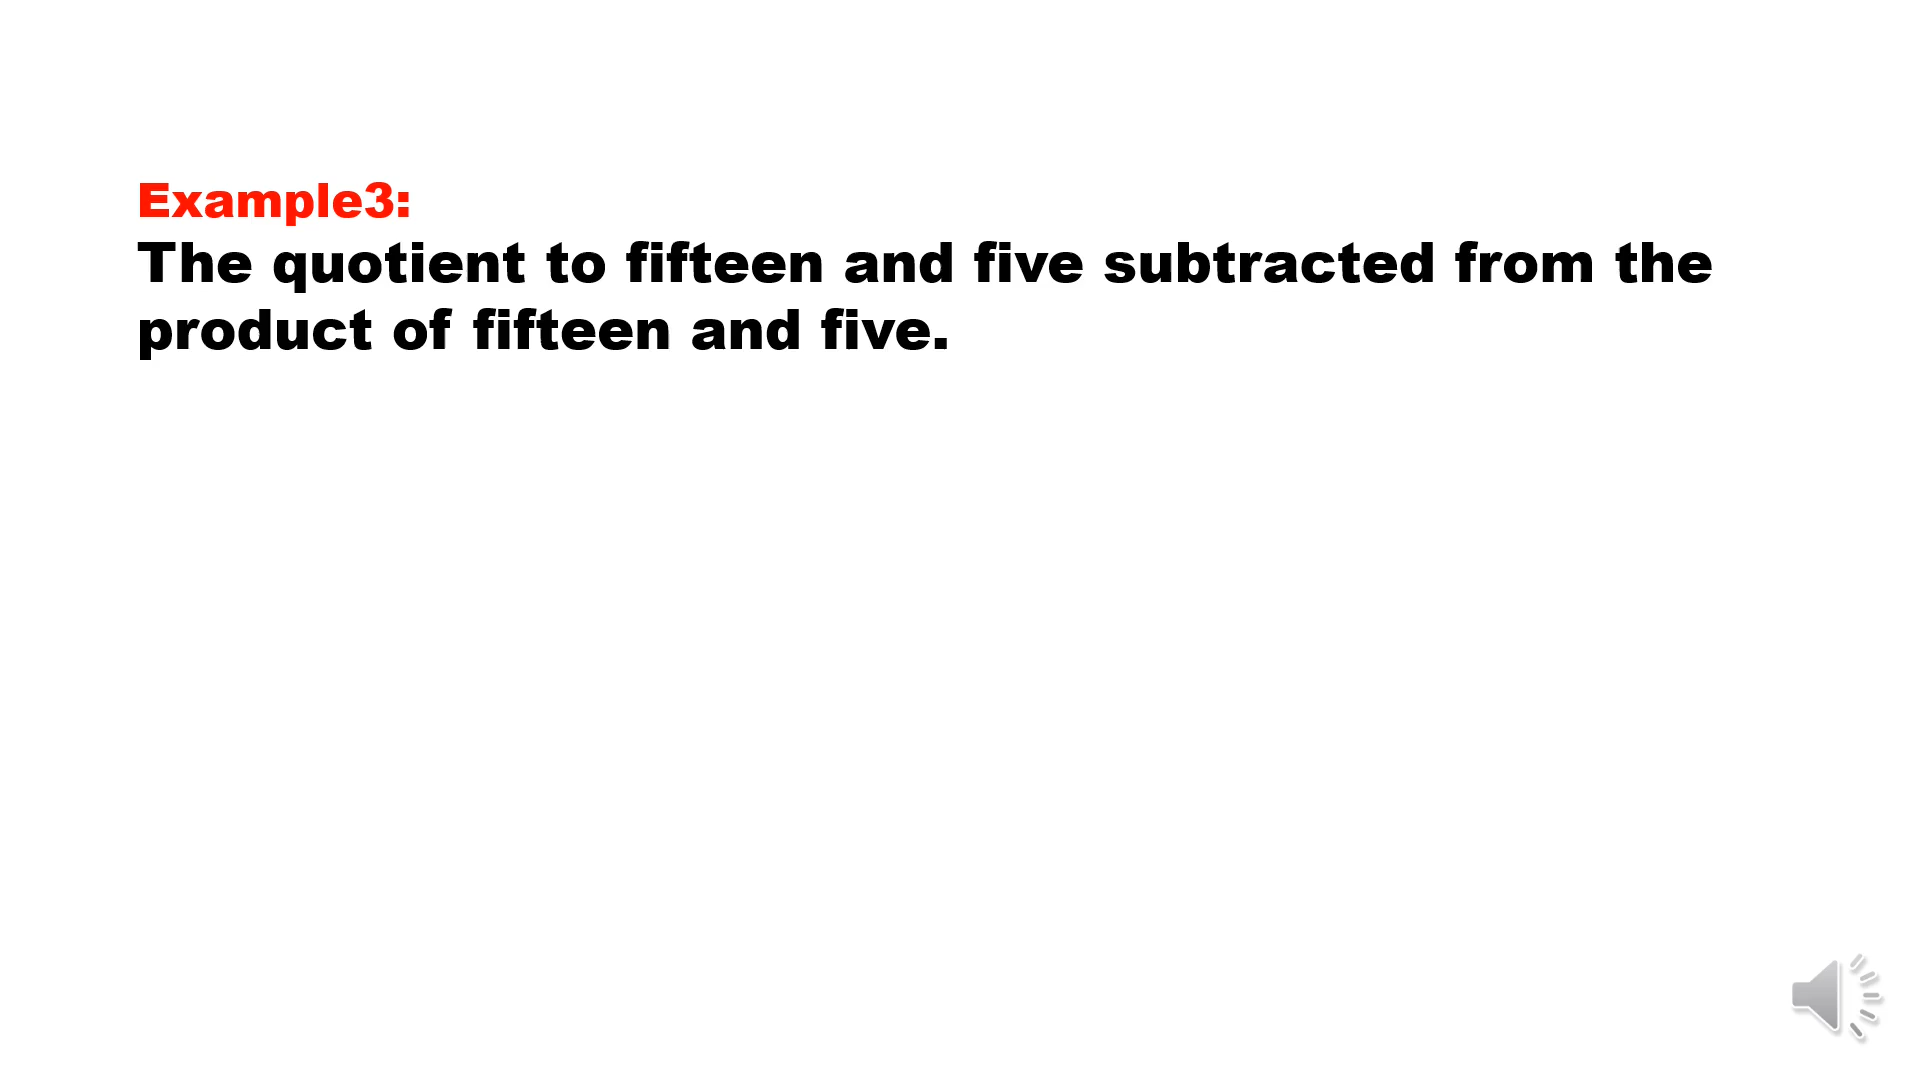 Example3:
The quotient to fifteen and five subtracted from the
product of fifteen and five.